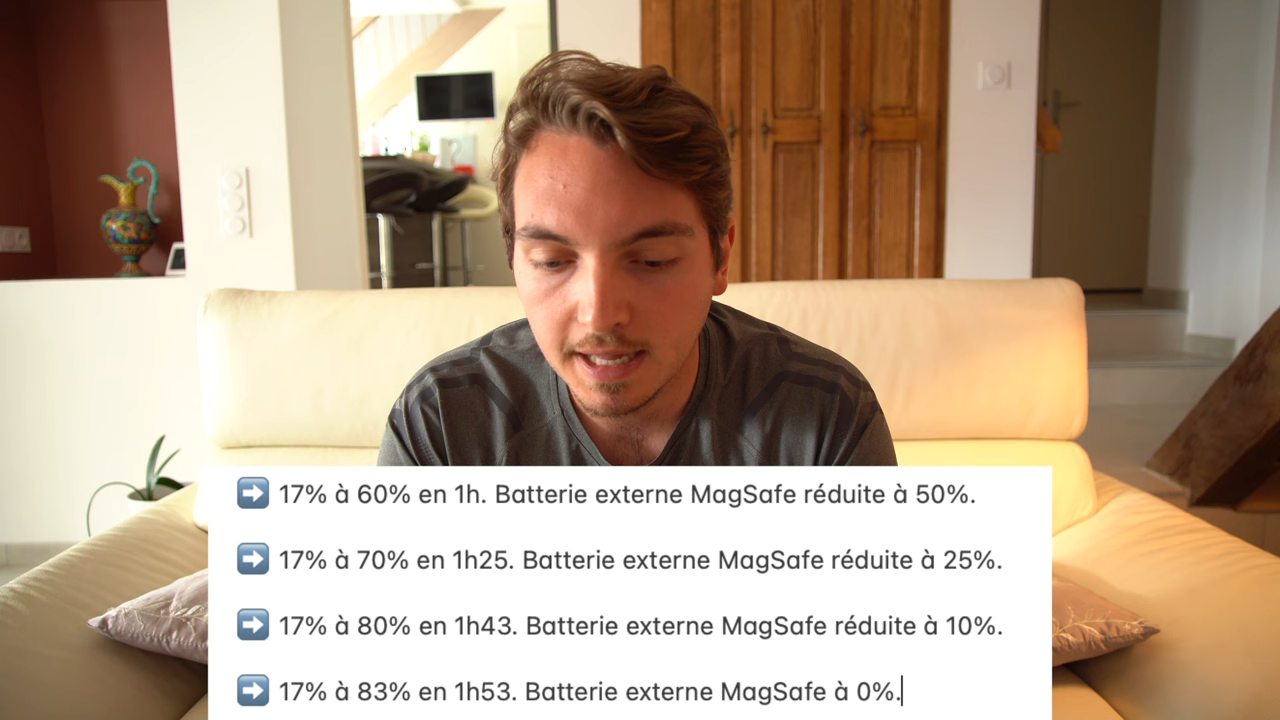 ➡️ 17% à 60% en 1h. Batterie externe MagSafe réduite à 50%.
➡️ 17% à 70% en 1h25. Batterie externe MagSafe réduite à 25%.
➡️ 17% à 80% en 1h43. Batterie externe MagSafe réduite à 10%.
➡️ 17% à 83% en 1h53. Batterie externe MagSafe à 0%.